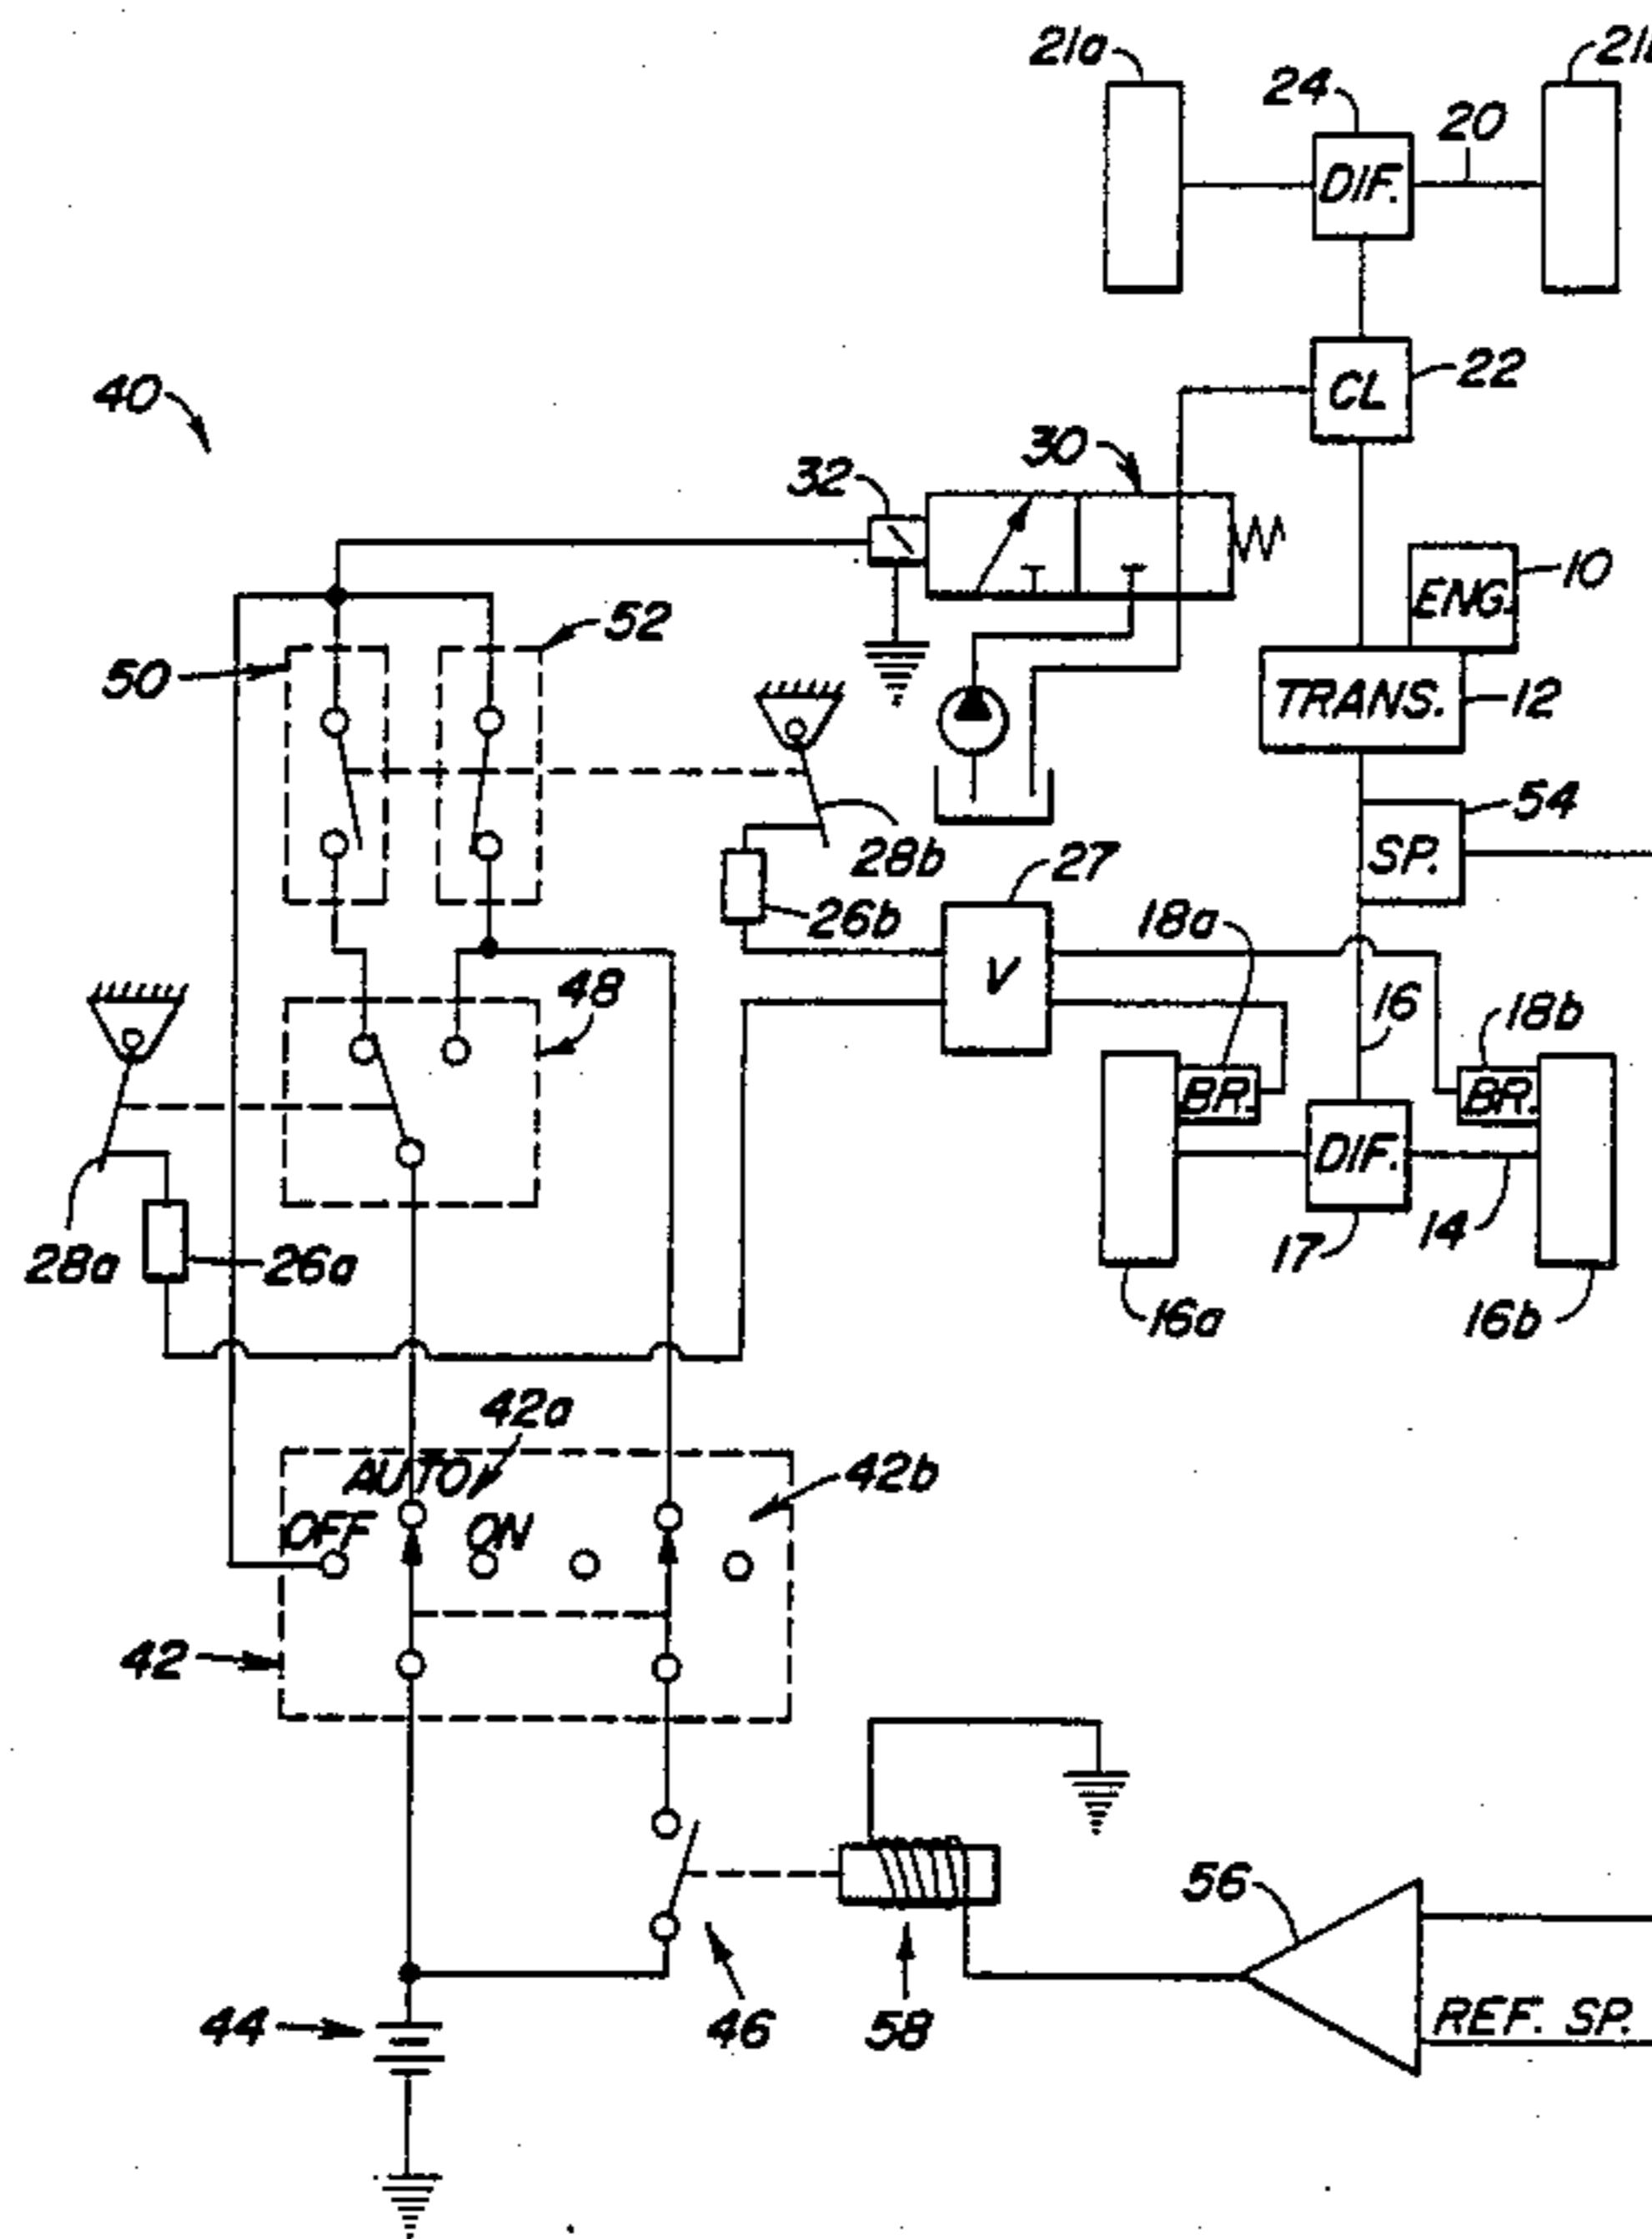 21a
24
20
DIF.
22
CL
40
30
32
10
ENG.
52
50
TRANS.
12
54
SP.
28b
27
26b
18a
V
48
16
18b
BR.
BR.
DIF.
28a
26a
17
14
16a
16b
42a
AUTO
42b
OFF
ON
42
56
44
46
58
REF. SP.